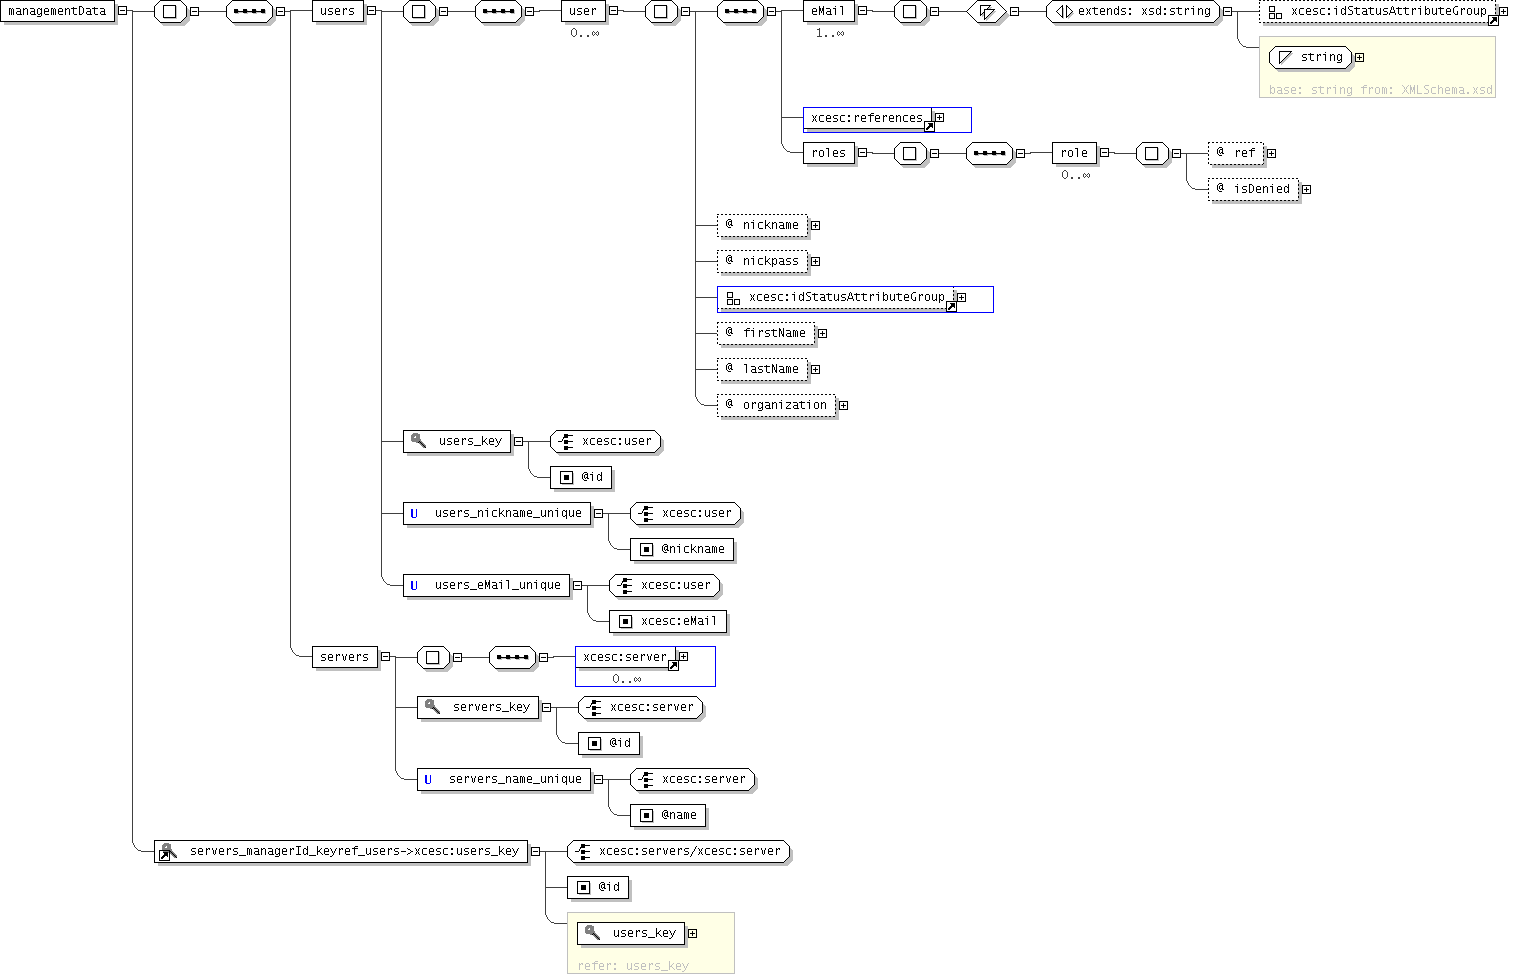 managementData
users
user
0..∞
eMail
1..∞
extends: xsd:string
xcesc:idStatusAttributeGroup
string
base: string from: XMLSchema.xsd
xcesc:references
roles
role
0..∞
@ ref
@ isDenied
@ nickname
@ nickpass
xcesc:idStatusAttributeGroup
@ firstName
@ lastName
@ organization
users_key
xcesc:user
@id
U users_nickname_unique
xcesc:user
@nickname
U users_eMail_unique
xcesc:user
xcesc:eMail
servers
xcesc:server
0..∞
servers_key
xcesc:server
@id
U servers_name_unique
xcesc:server
@name
servers_managerId_keyref_users->xcesc:users_key
xcesc:servers/xcesc:server
@id
users_key
refer: users_key